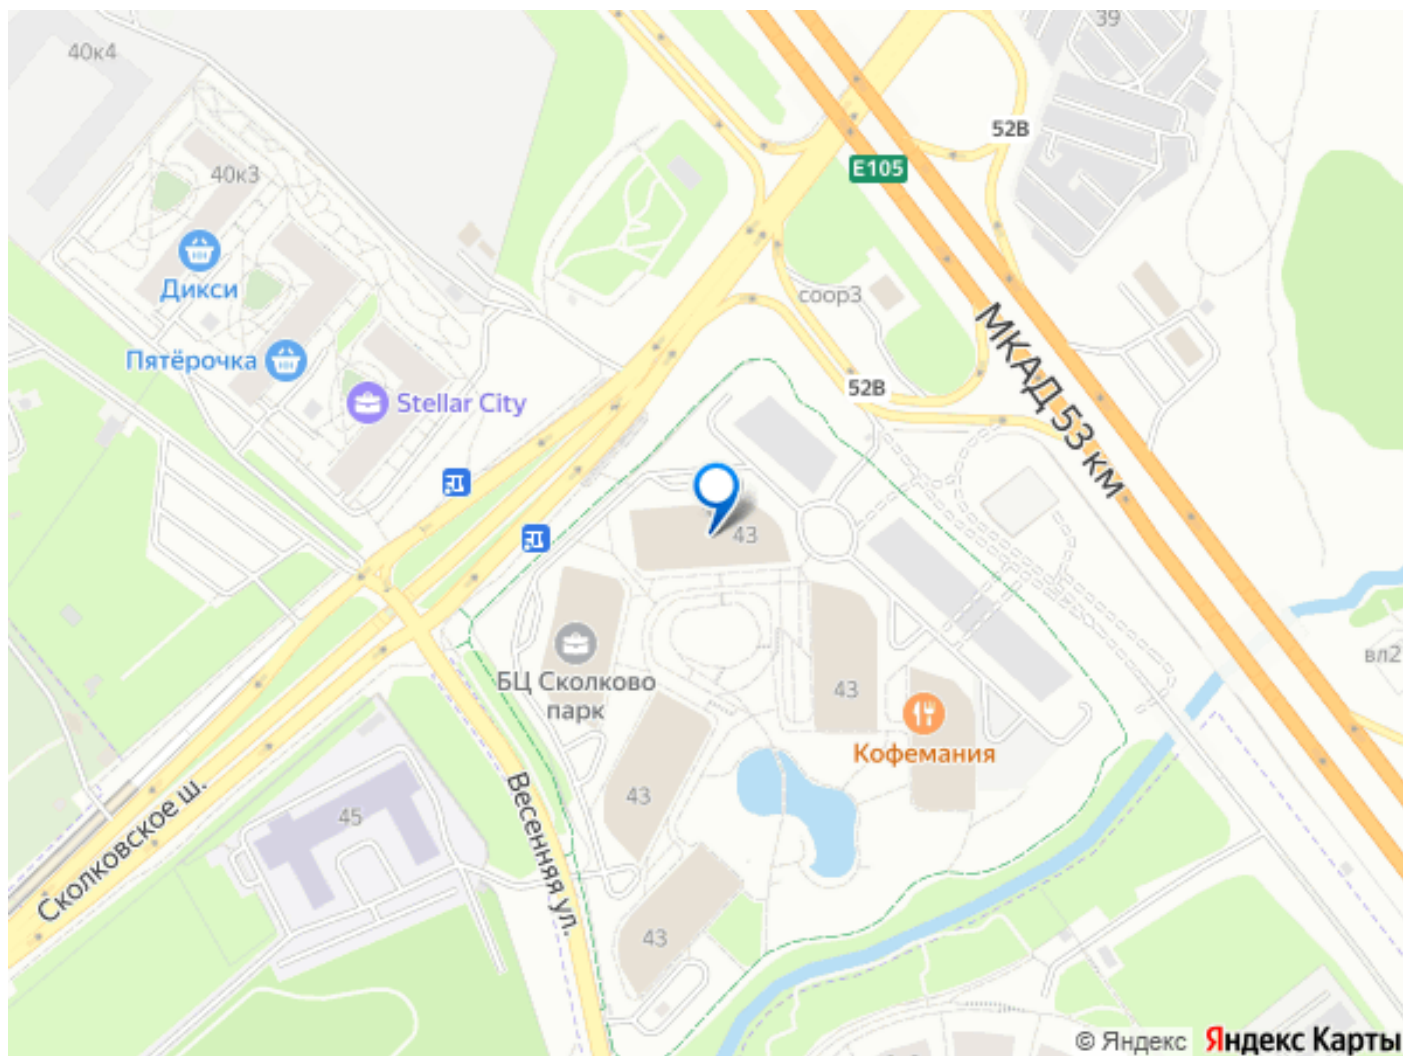 39
40к4
52В
E105
40к3
Дикси
соор3
МКАД 53 км
Пятёрочка
52В
Stellar City
43
вл2
БЦ Сколково
парк
43
Кофемания
Сколковское ш.
43
45
Весенняя ул.
43
© Яндекс
Яндекс Карты